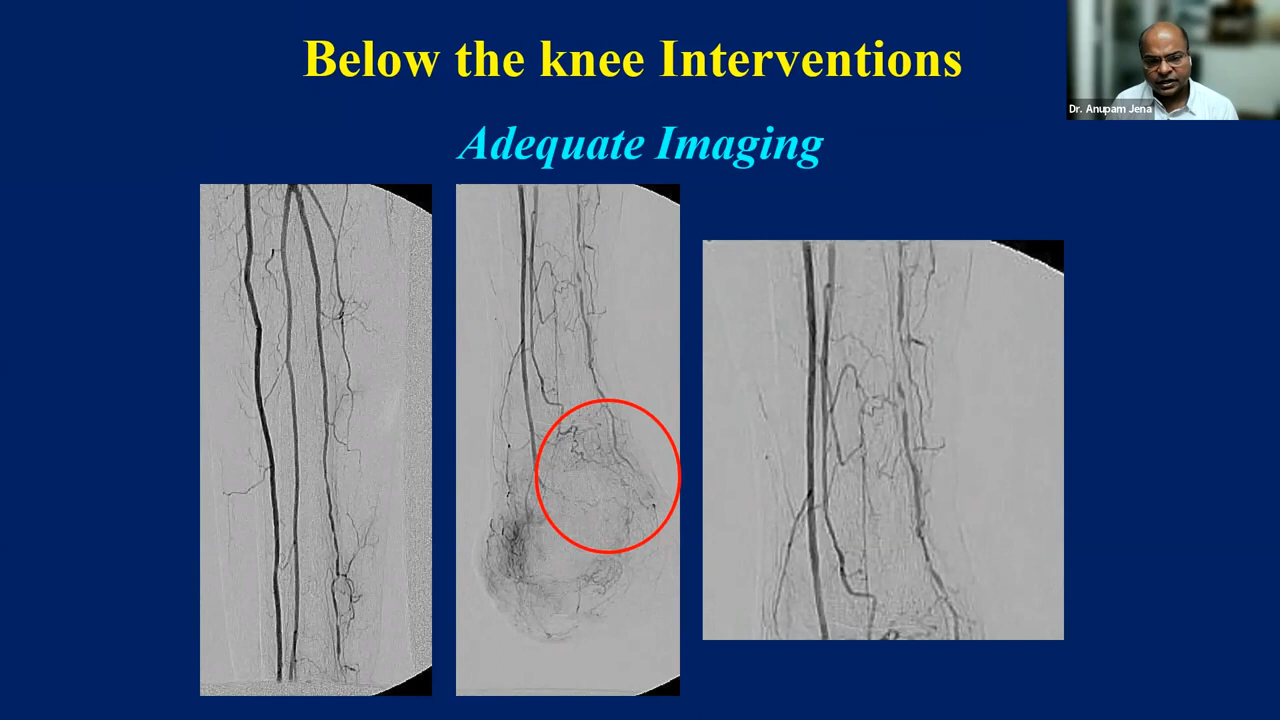 Below the knee Interventions
Adequate Imaging
Dr. Anupam Jena